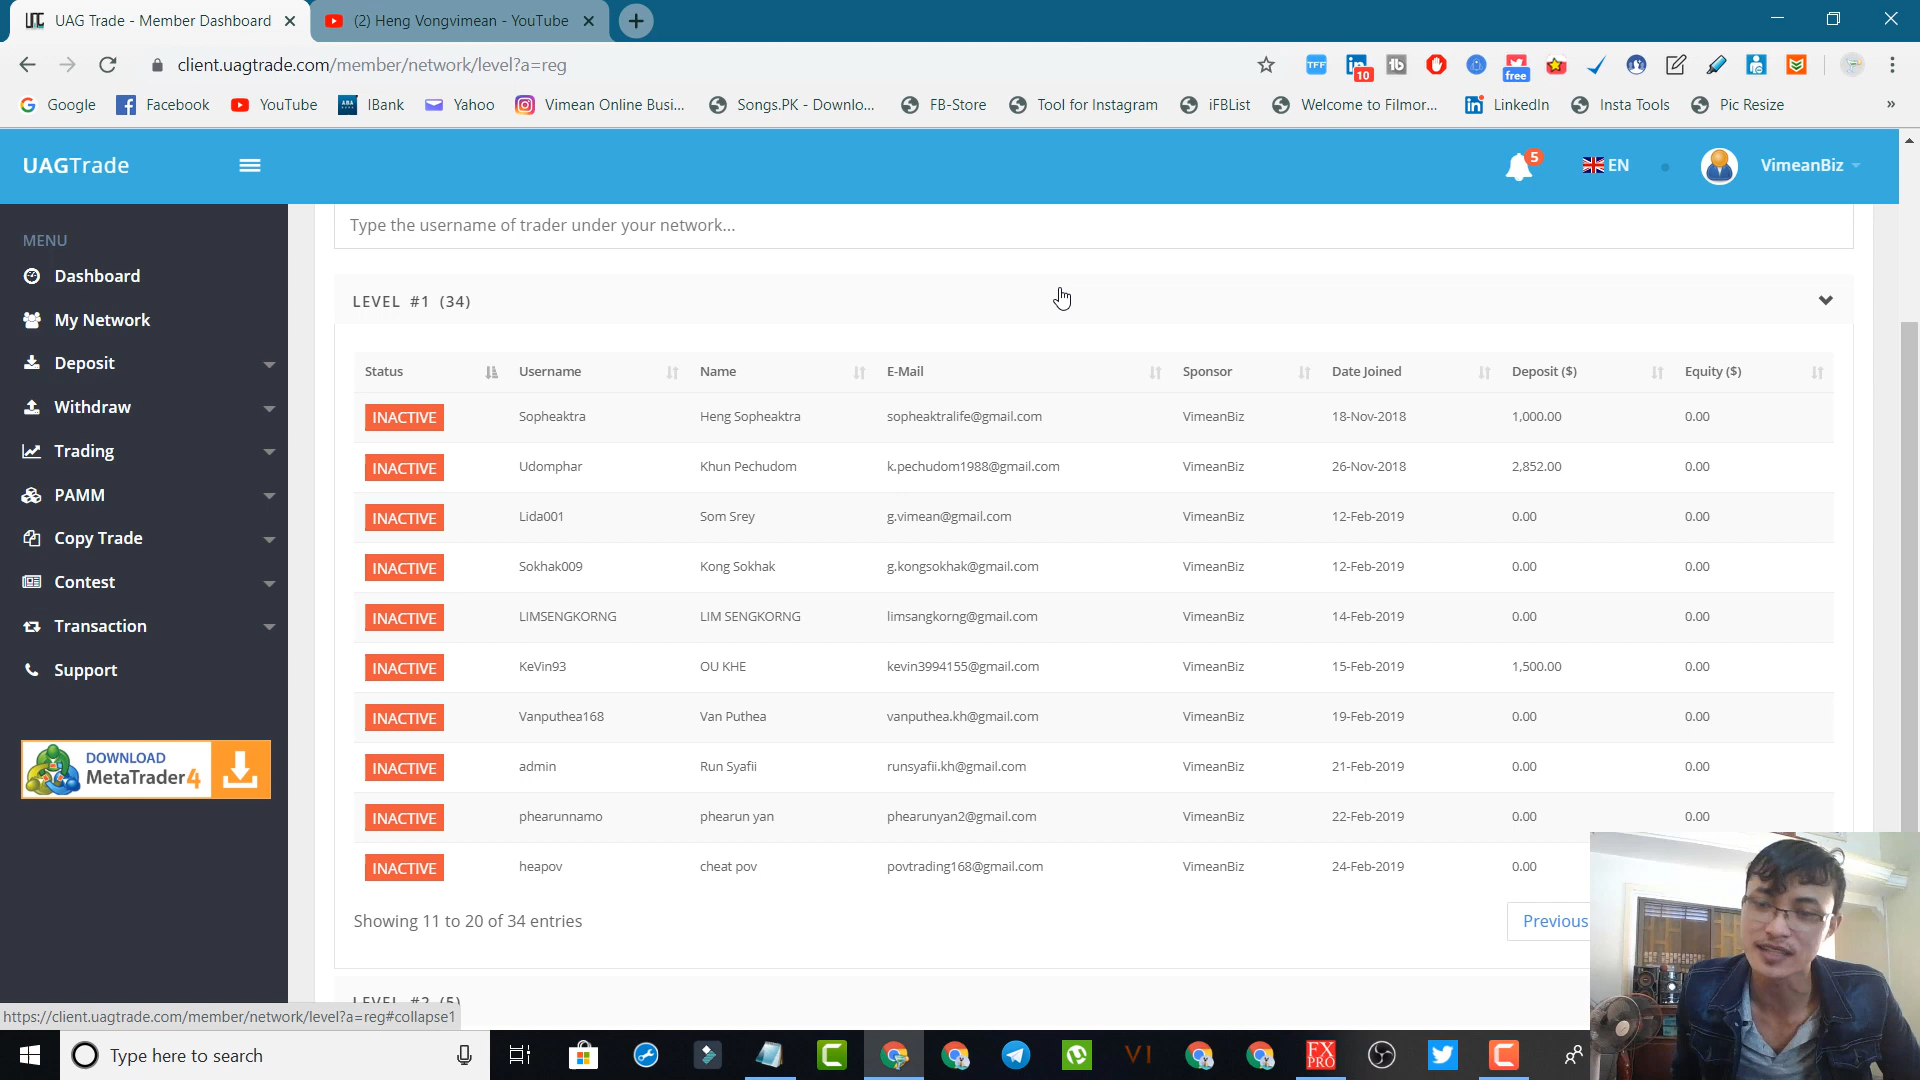 UAG Trade - Member Dashboard
(2) Heng Vongvimean - YouTube
client.uagtrade.com/member/network/level?a=reg
TFF
10
free
Google
Facebook
YouTube
IBank
Yahoo
Vimean Online Busi...
Songs.PK - Downlo...
FB-Store
Tool for Instagram
iFBList
Welcome to Filmor...
LinkedIn
Insta Tools
Pic Resize
UAGTrade
5
EN
VimeanBiz
MENU
Dashboard
My Network
Deposit
Withdraw
Trading
PAMM
Copy Trade
Contest
Transaction
Support
DOWNLOAD
MetaTrader 4
Type the username of trader under your network...
LEVEL #1 (34)
Status Username Name E-Mail Sponsor Date Joined Deposit ($) Equity ($)
INACTIVE Sopheaktra Heng Sopheaktra sopheaktralife@gmail.com VimeanBiz 18-Nov-2018 1,000.00 0.00
INACTIVE Udomphar Khun Pechudom k.pechudom1988@gmail.com VimeanBiz 26-Nov-2018 2,852.00 0.00
INACTIVE Lida001 Som Srey g.vimean@gmail.com VimeanBiz 12-Feb-2019 0.00 0.00
INACTIVE Sokhak009 Kong Sokhak g.kongsokhak@gmail.com VimeanBiz 12-Feb-2019 0.00 0.00
INACTIVE LIMSENGKORNG LIM SENGKORNG limsangkorng@gmail.com VimeanBiz 14-Feb-2019 0.00 0.00
INACTIVE KeVin93 OU KHE kevin3994155@gmail.com VimeanBiz 15-Feb-2019 1,500.00 0.00
INACTIVE Vanputhea168 Van Puthea vanputhea.kh@gmail.com VimeanBiz 19-Feb-2019 0.00 0.00
INACTIVE admin Run Syafii runsyafii.kh@gmail.com VimeanBiz 21-Feb-2019 0.00 0.00
INACTIVE phearunnamo phearun yan phearunyan2@gmail.com VimeanBiz 22-Feb-2019 0.00 0.00
INACTIVE heapov cheat pov povtrading168@gmail.com VimeanBiz 24-Feb-2019 0.00
Showing 11 to 20 of 34 entries
Previous
LEVEL #2 (5)
https://client.uagtrade.com/member/network/level?a=reg#collapse1
Type here to search
VI
FX
PRO